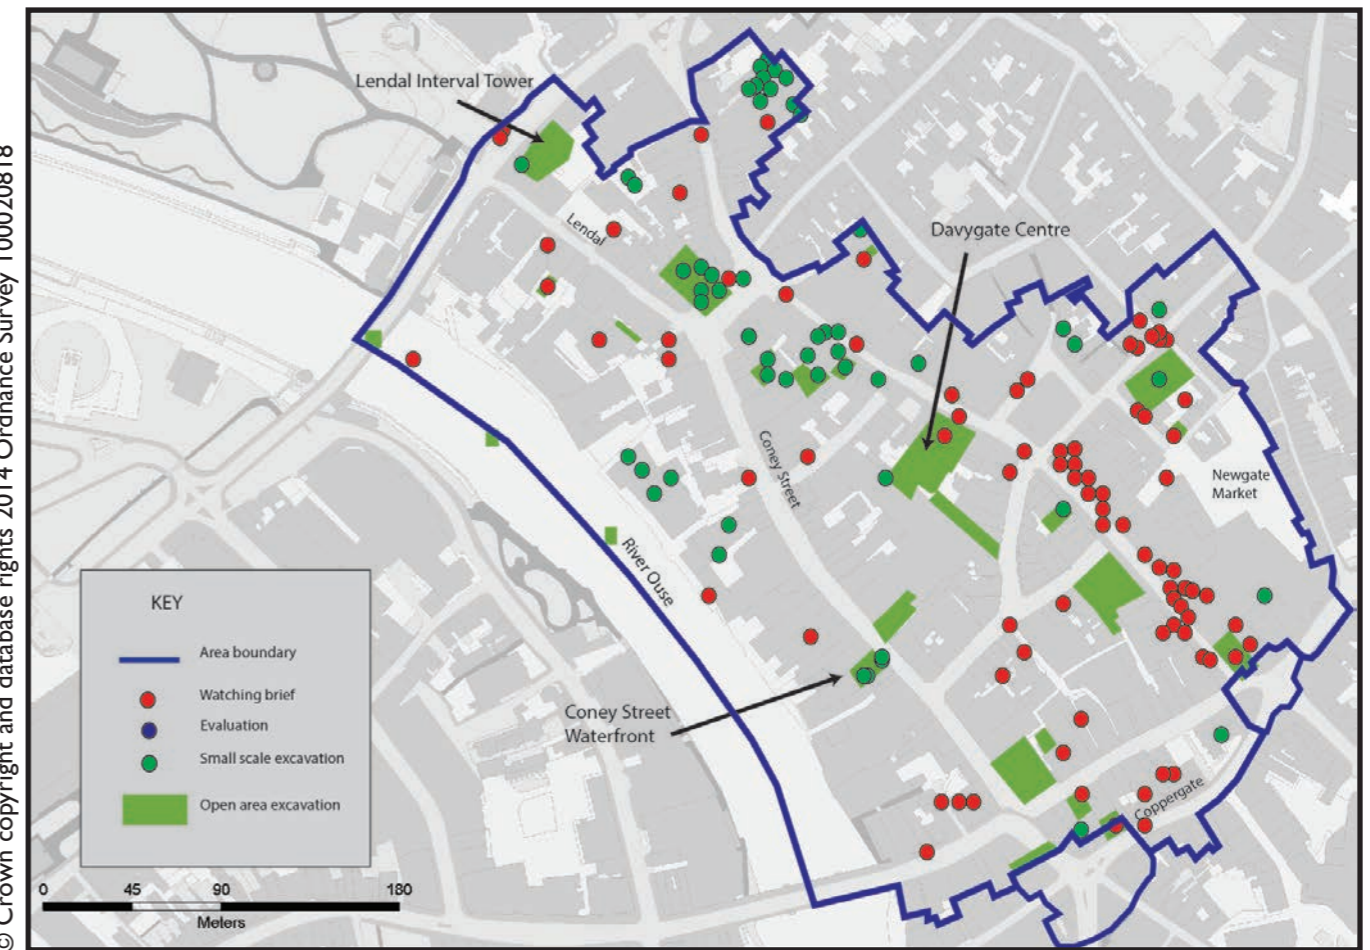 © Crown copyright and database rights 2014 Ordnance Survey 100020818
Lendal Interval Tower
Lendal
Davygate Centre
Coney Street
Newgate
Market
River Ouse
Coney Street
Waterfront
Coppergate
KEY
Area boundary
Watching brief
Evaluation
Small scale excavation
Open area excavation
0 45 90 180
Meters